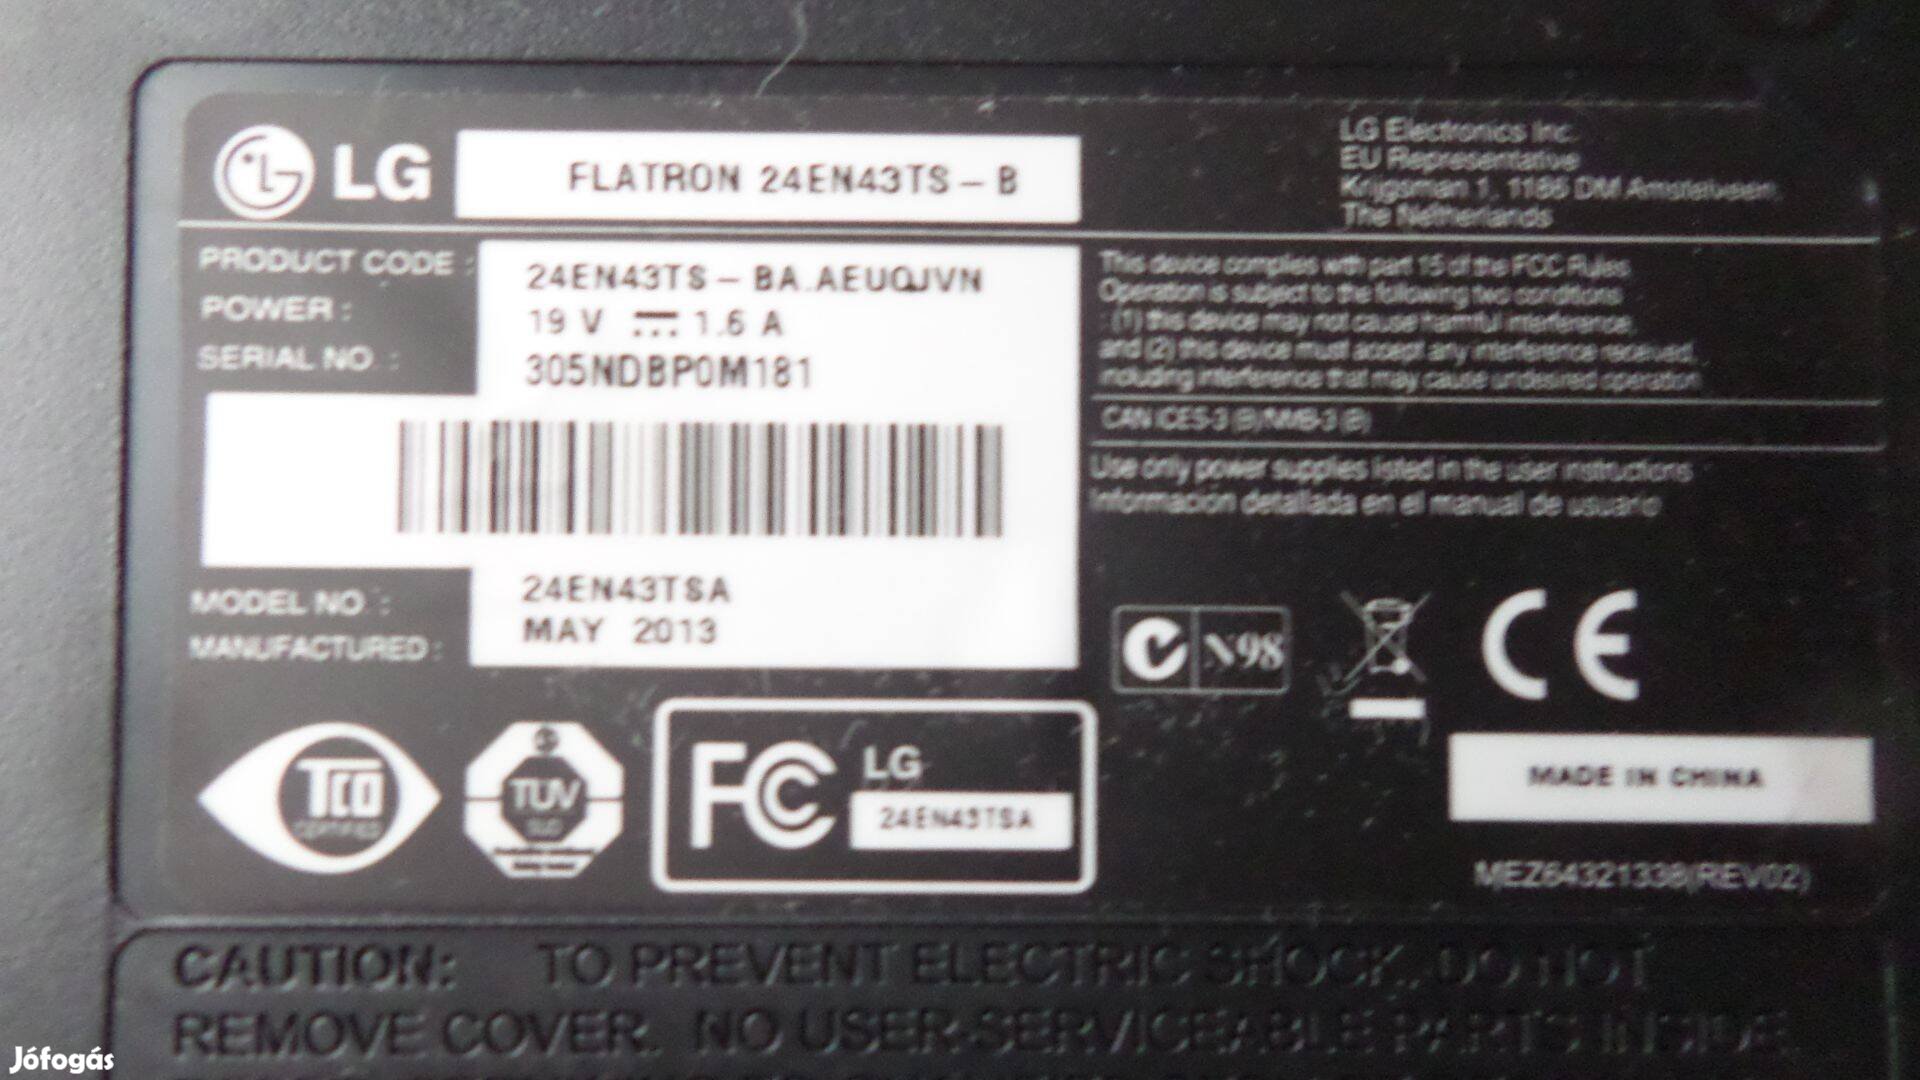 LG FLATRON 24EN43TS-B
LG Electronics Inc.
EU Representative
Krijgsman 1, 1186 DM Amstelveen,
The Netherlands
PRODUCT CODE : 24EN43TS-BA.AEUQJVN
POWER : 19 V 1.6 A
SERIAL NO. : 305NDBP0M181
MODEL NO. : 24EN43TSA
MANUFACTURED : MAY 2013
This device complies with part 15 of the FCC Rules
Operation is subject to the following two conditions
: (1) this device may not cause harmful interference,
and (2) this device must accept any interference received,
including interference that may cause undesired operation
CAN ICES-3 (B)/NMB-3 (B)
Use only power supplies listed in the user instructions
Información detallada en el manual de usuario
N98
CE
TCO
CERTIFIED
TÜV
SÜD
FC LG
24EN43TSA
MADE IN CHINA
MEZ64321338(REV02)
CAUTION: TO PREVENT ELECTRIC SHOCK, DO NOT
REMOVE COVER. NO USER-SERVICEABLE PARTS INSIDE.
Jófogás